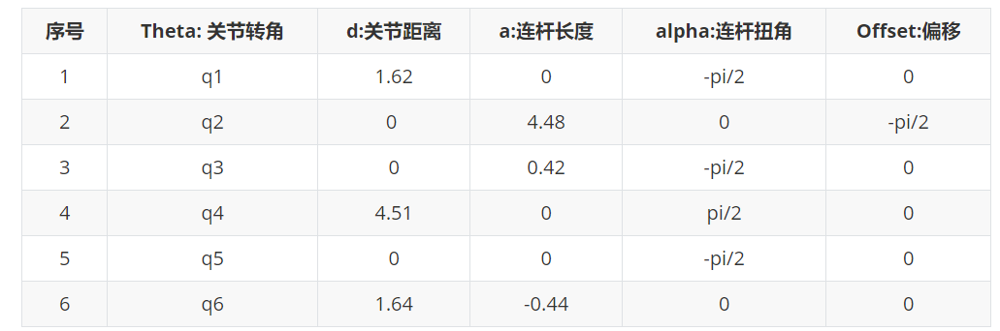 序号 Theta: 关节转角 d:关节距离 a:连杆长度 alpha:连杆扭角 Offset:偏移
1 q1 1.62 0 -pi/2 0
2 q2 0 4.48 0 -pi/2
3 q3 0 0.42 -pi/2 0
4 q4 4.51 0 pi/2 0
5 q5 0 0 -pi/2 0
6 q6 1.64 -0.44 0 0